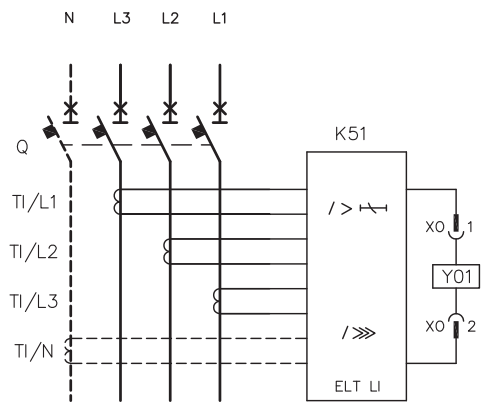 N L3 L2 L1
K51
Q
TI/L1
I >
X0 1
TI/L2
Y01
TI/L3
X0 2
TI/N
I >>>
ELT LI